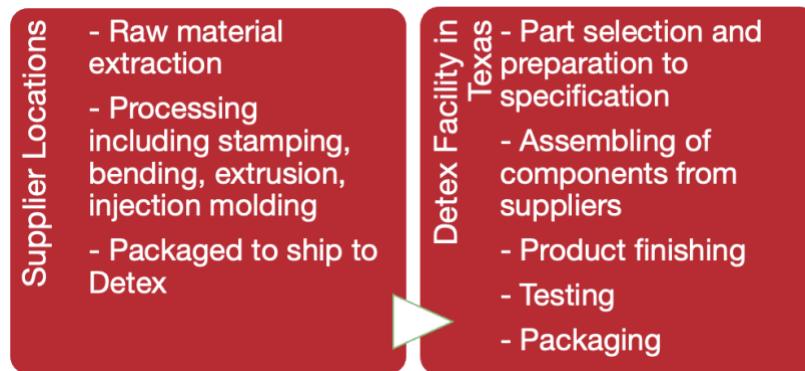 Supplier Locations
- Raw material
extraction
- Processing
including stamping,
bending, extrusion,
injection molding
- Packaged to ship to
Detex
Detex Facility in
Texas
- Part selection and
preparation to
specification
- Assembling of
components from
suppliers
- Product finishing
- Testing
- Packaging